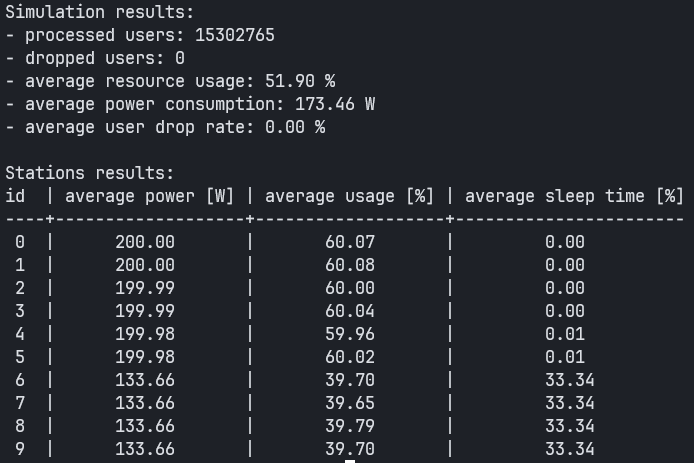 Simulation results:
- processed users: 15302765
- dropped users: 0
- average resource usage: 51.90 %
- average power consumption: 173.46 W
- average user drop rate: 0.00 %

Stations results:
id  | average power [W] | average usage [%] | average sleep time [%]
----+-------------------+-------------------+-----------------------
 0  |      200.00       |       60.07       |         0.00
 1  |      200.00       |       60.08       |         0.00
 2  |      199.99       |       60.00       |         0.00
 3  |      199.99       |       60.04       |         0.00
 4  |      199.98       |       59.96       |         0.01
 5  |      199.98       |       60.02       |         0.01
 6  |      133.66       |       39.70       |         33.34
 7  |      133.66       |       39.65       |         33.34
 8  |      133.66       |       39.79       |         33.34
 9  |      133.66       |       39.70       |         33.34